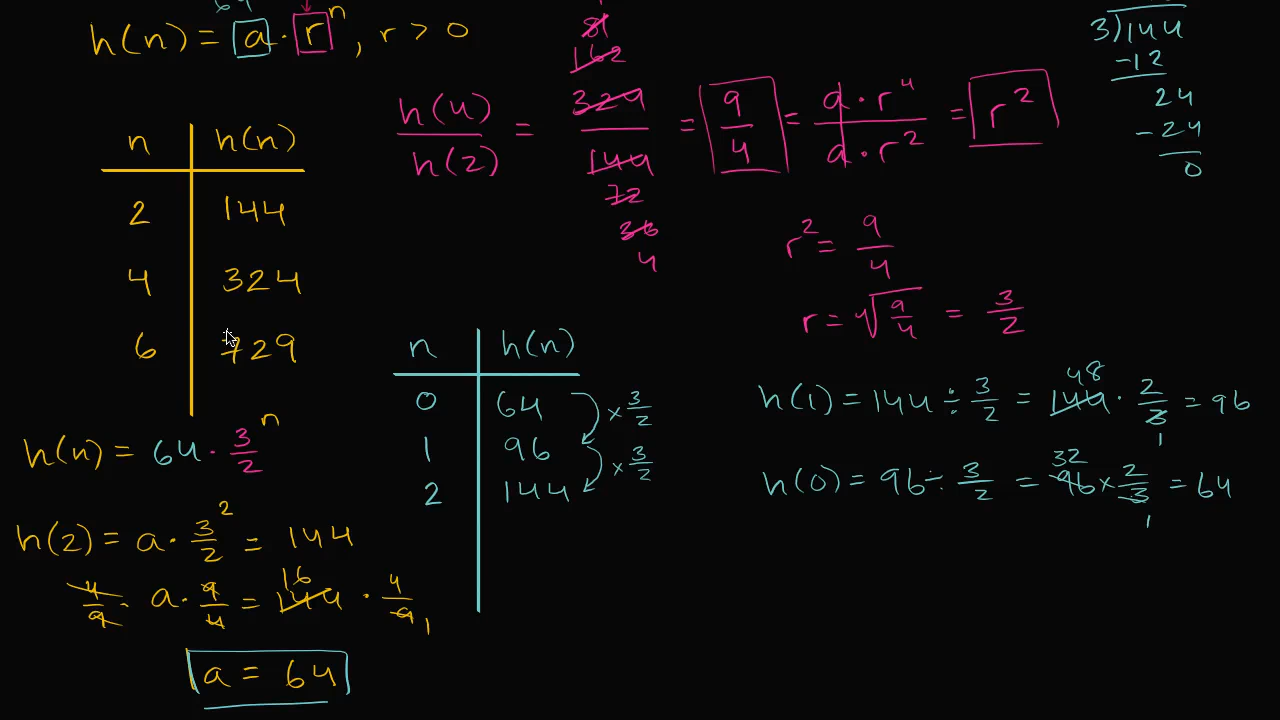 64
h(n) = a · r^n, r > 0
n | h(n)
2 | 144
4 | 324
6 | 729
h(n) = 64 · 3/2^n
h(2) = a · 3/2^2 = 144
4/9 · a · 9/4 = 144 · 4/9
16
1
a = 64
81
162
h(4)/h(2) = 324/144 = 9/4 = a · r^4/a · r^2 = r^2
72
36
4
r^2 = 9/4
r = √9/4 = 3/2
n | h(n)
0 | 64
1 | 96
2 | 144
× 3/2
× 3/2
48
h(1) = 144 ÷ 3/2 = 144 · 2/3 = 96
1
32
h(0) = 96 ÷ 3/2 = 96 × 2/3 = 64
1
3)144
-12
24
-24
0